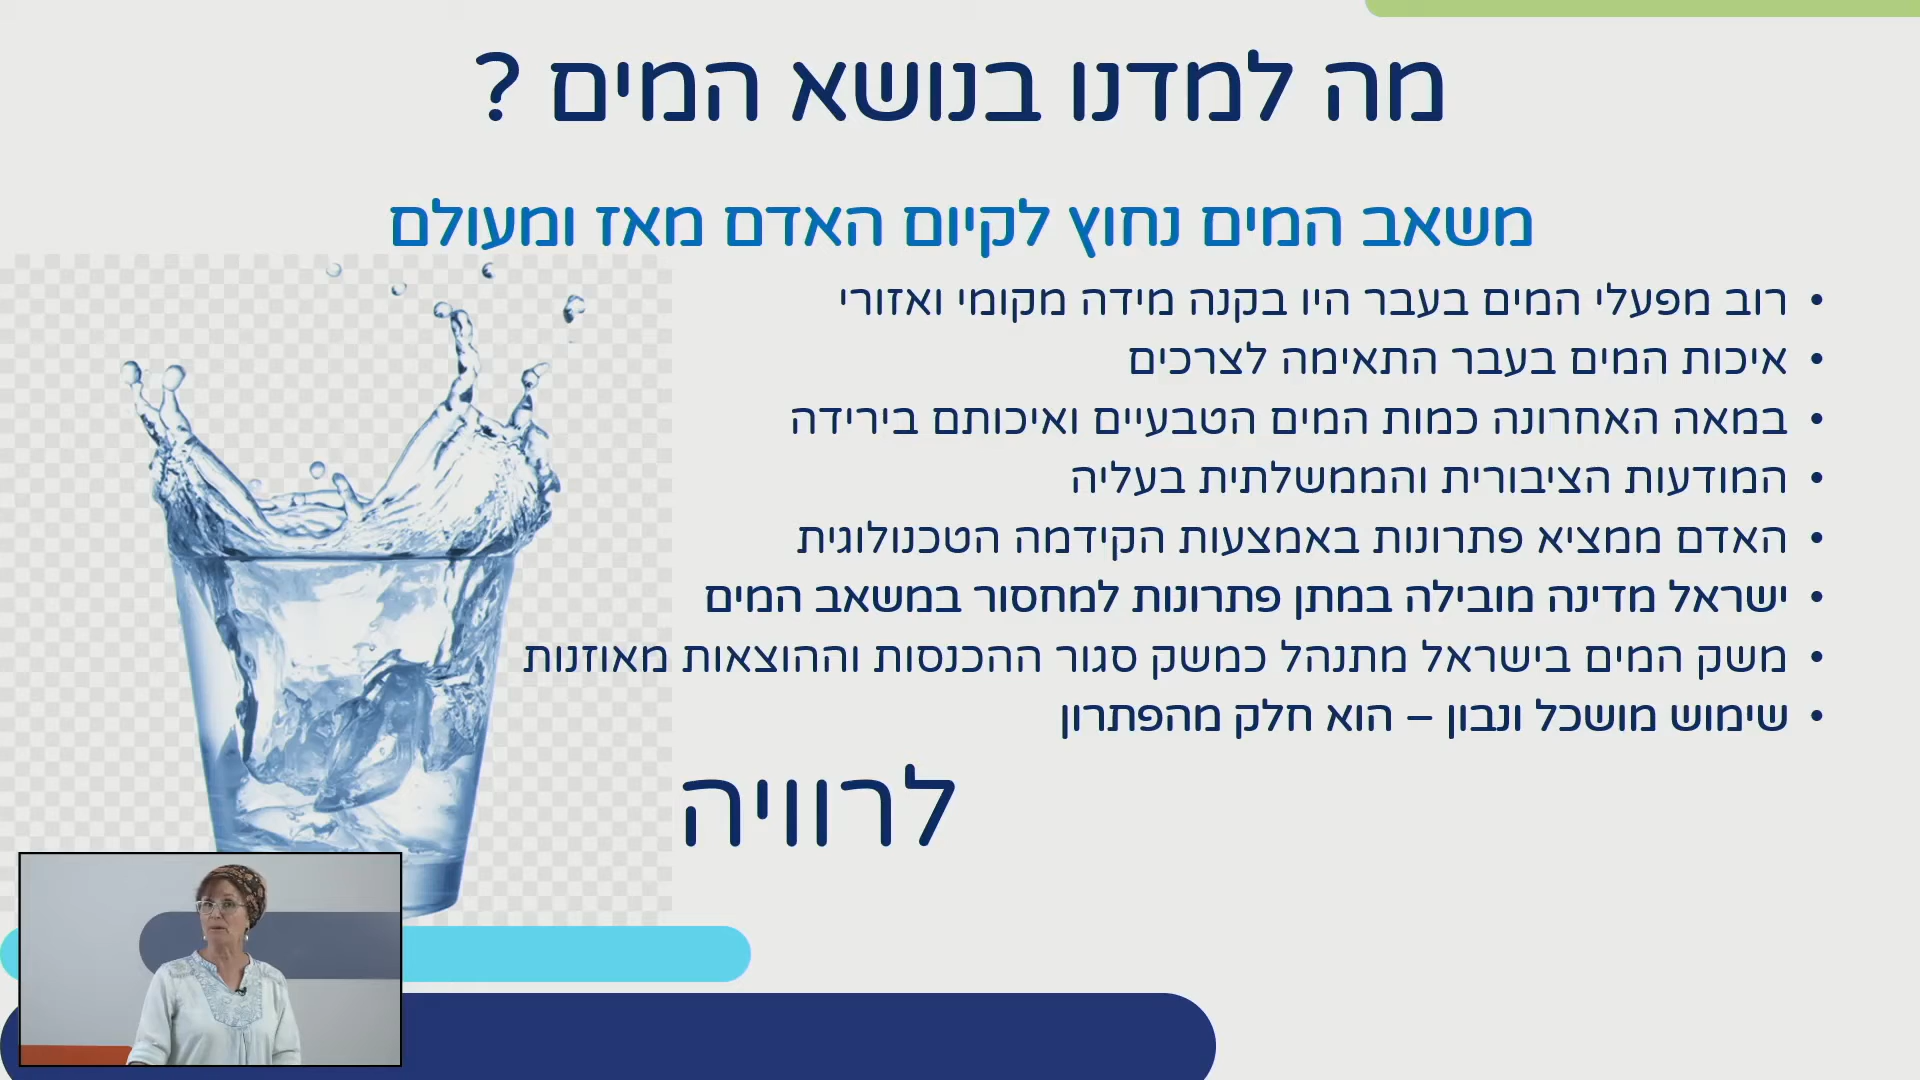 מה למדנו בנושא המים ?
משאב המים נחוץ לקיום האדם מאז ומעולם
• רוב מפעלי המים בעבר היו בקנה מידה מקומי ואזורי
• איכות המים בעבר התאימה לצרכים
• במאה האחרונה כמות המים הטבעיים ואיכותם בירידה
• המודעות הציבורית והממשלתית בעליה
• האדם ממציא פתרונות באמצעות הקידמה הטכנולוגית
• ישראל מדינה מובילה במתן פתרונות למחסור במשאב המים
• משק המים בישראל מתנהל כמשק סגור ההכנסות וההוצאות מאוזנות
• שימוש מושכל ונבון – הוא חלק מהפתרון
לרוויה